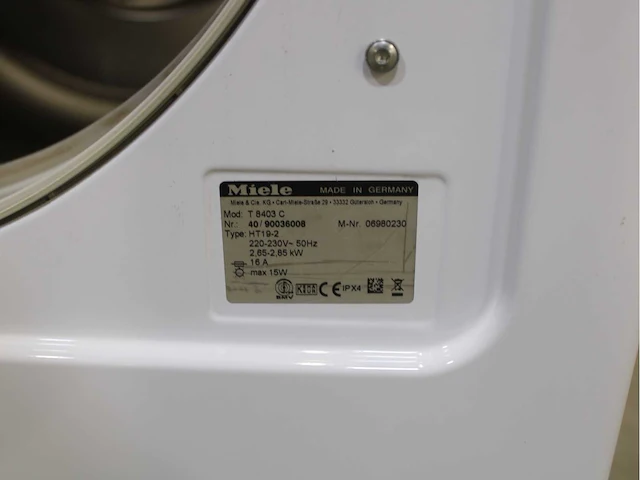 Miele MADE IN GERMANY
Miele & Cie. KG • Carl-Miele-Straße 29 • 33332 Gütersloh • Germany
Mod: T 8403 C
Nr.: 40 / 90036008 M-Nr. 06980230
Type: HT19-2
220-230V~ 50Hz
2,65-2,85 kW
16 A
max 15W
CE IPX4